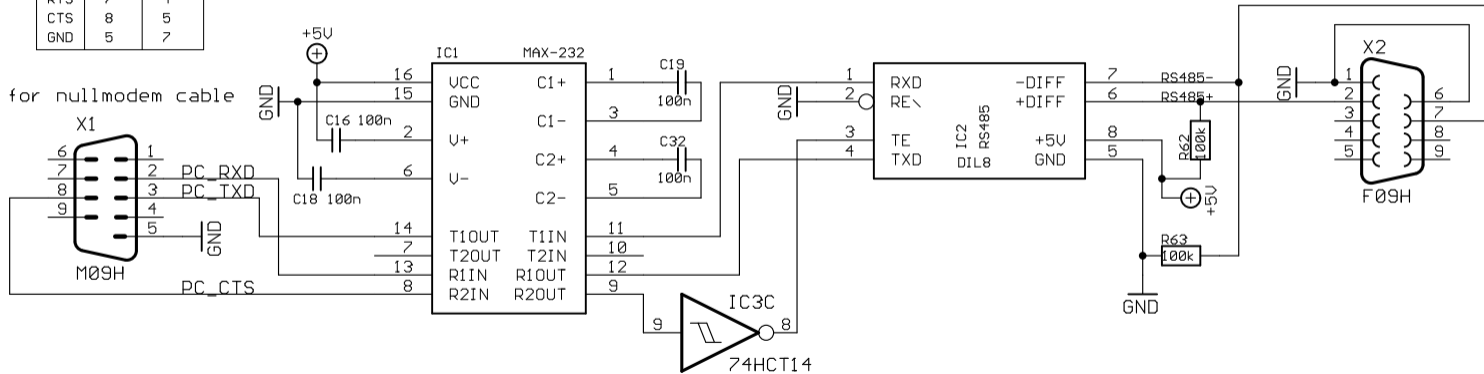 CTS 8 5
GND 5 7
for nullmodem cable
X1
6
7
8
9
1
2
3
4
5
M09H
PC_RXD
PC_TXD
PC_CTS
GND
+5V
GND
C16 100n
C18 100n
IC1 MAX-232
16 VCC
15 GND
2 V+
6 V-
14 T1OUT
7 T2OUT
13 R1IN
8 R2IN
C1+ 1
C1- 3
C2+ 4
C2- 5
T1IN 11
T2IN 10
R1OUT 12
R2OUT 9
C19
100n
C32
100n
9
IC3C
8
74HCT14
GND
1 RXD
2 RE\
3 TE
4 TXD
IC2
RS485
DIL8
-DIFF 7
+DIFF 6
+5V 8
GND 5
RS485-
RS485+
R62
100k
+5V
R63
100k
GND
GND
X2
1
2
3
4
5
6
7
8
9
F09H